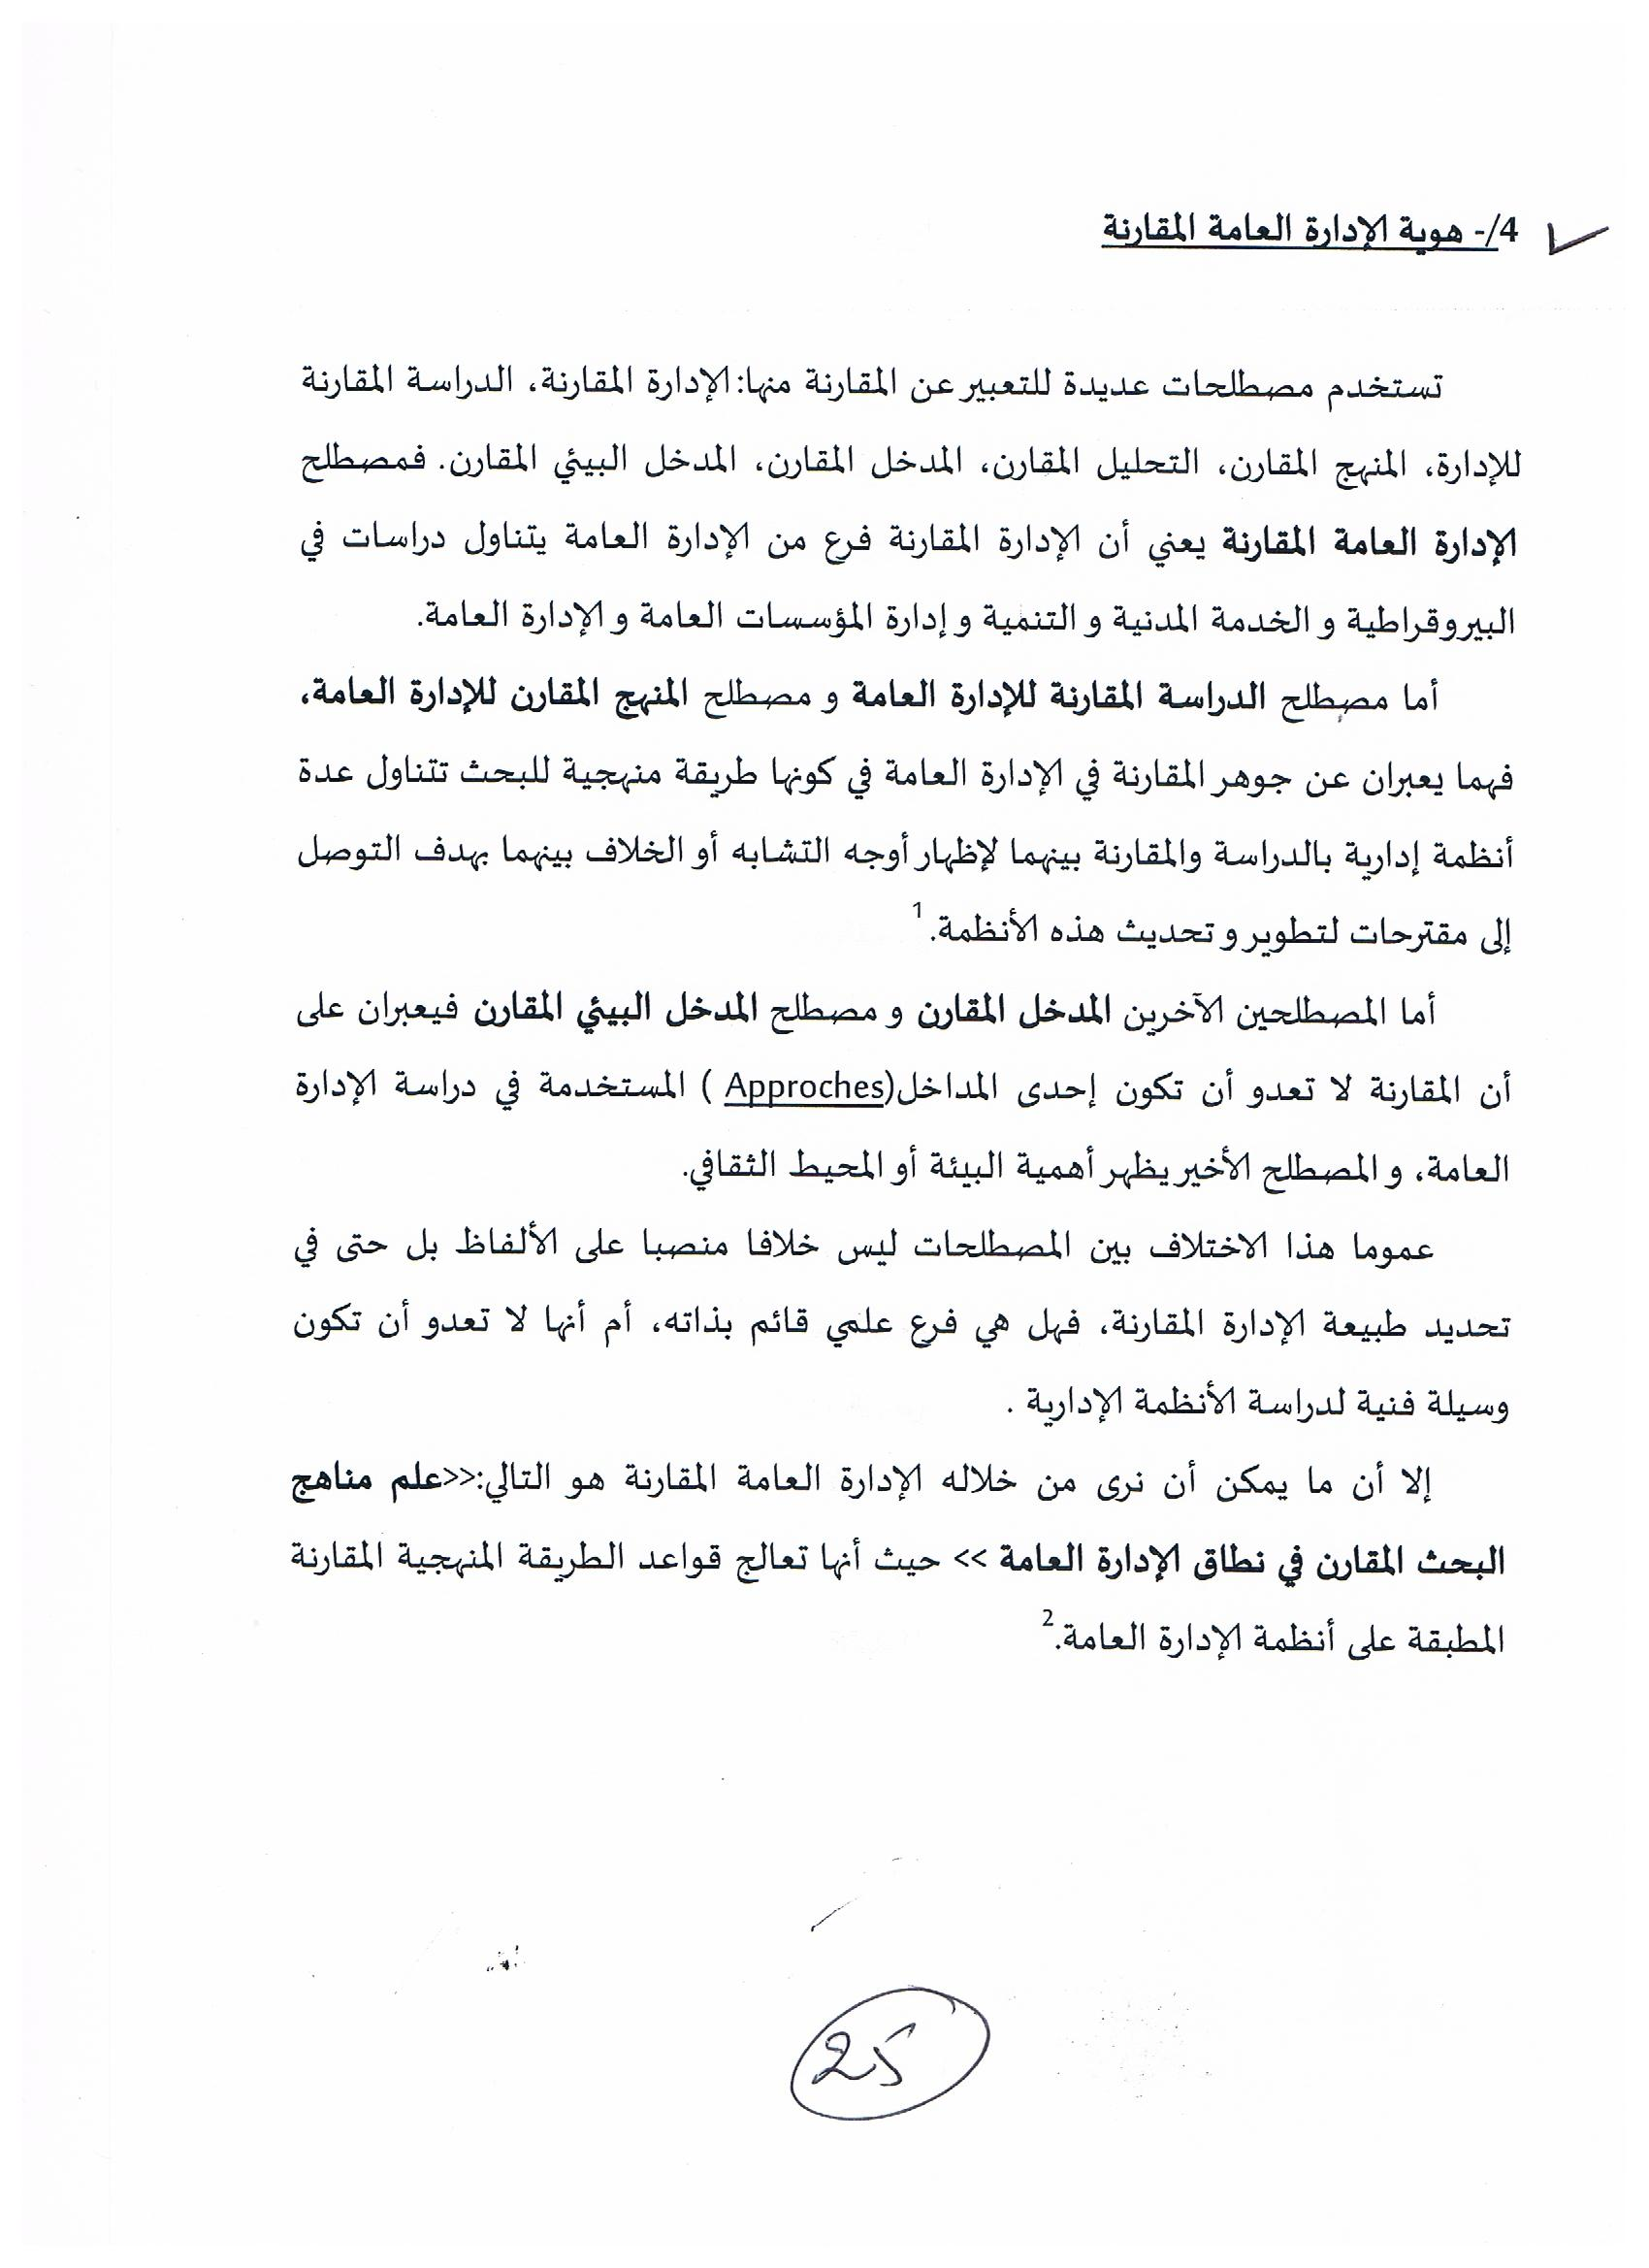 4/- هوية الإدارة العامة المقارنة
تستخدم مصطلحات عديدة للتعبير عن المقارنة منها:الإدارة المقارنة، الدراسة المقارنة
للإدارة، المنهج المقارن، التحليل المقارن، المدخل المقارن، المدخل البيئي المقارن. فمصطلح
الإدارة العامة المقارنة يعني أن الإدارة المقارنة فرع من الإدارة العامة يتناول دراسات في
البيروقراطية و الخدمة المدنية و التنمية و إدارة المؤسسات العامة و الإدارة العامة.
أما مصطلح الدراسة المقارنة للإدارة العامة و مصطلح المنهج المقارن للإدارة العامة،
فهما يعبران عن جوهر المقارنة في الإدارة العامة في كونها طريقة منهجية للبحث تتناول عدة
أنظمة إدارية بالدراسة والمقارنة بينهما لإظهار أوجه التشابه أو الخلاف بينهما بهدف التوصل
إلى مقترحات لتطوير و تحديث هذه الأنظمة.1
أما المصطلحين الآخرين المدخل المقارن و مصطلح المدخل البيئي المقارن فيعبران على
أن المقارنة لا تعدو أن تكون إحدى المداخل(Approches ) المستخدمة في دراسة الإدارة
العامة، و المصطلح الأخير يظهر أهمية البيئة أو المحيط الثقافي.
عموما هذا الاختلاف بين المصطلحات ليس خلافا منصبا على الألفاظ بل حتى في
تحديد طبيعة الإدارة المقارنة، فهل هي فرع علمي قائم بذاته، أم أنها لا تعدو أن تكون
وسيلة فنية لدراسة الأنظمة الإدارية .
إلا أن ما يمكن أن نرى من خلاله الإدارة العامة المقارنة هو التالي:<<علم مناهج
البحث المقارن في نطاق الإدارة العامة >> حيث أنها تعالج قواعد الطريقة المنهجية المقارنة
المطبقة على أنظمة الإدارة العامة.2
25